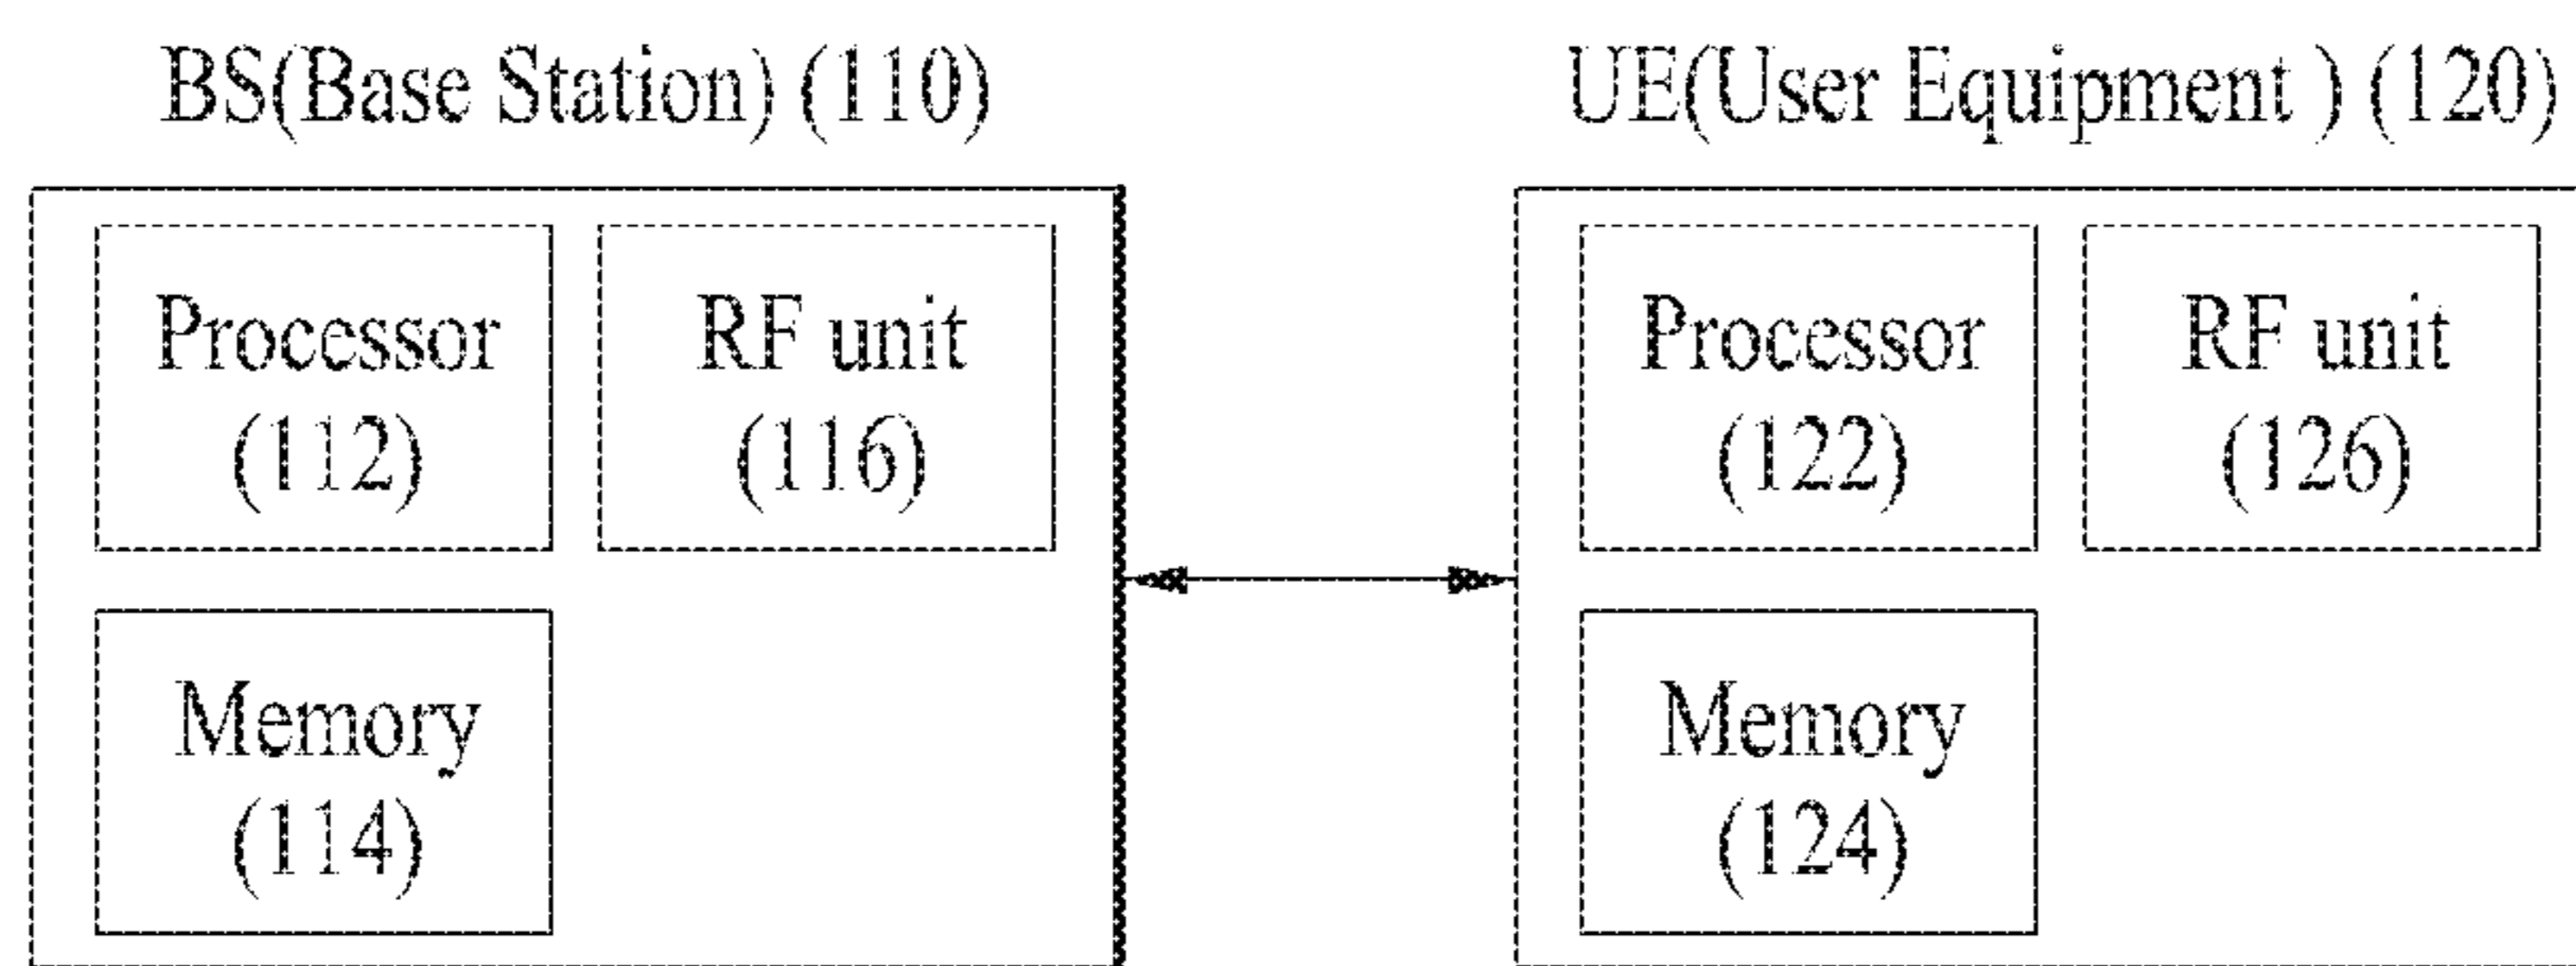 BS(Base Station) (110)
UE(User Equipment ) (120)
Processor
(112)
RF unit
(116)
Memory
(114)
Processor
(122)
RF unit
(126)
Memory
(124)